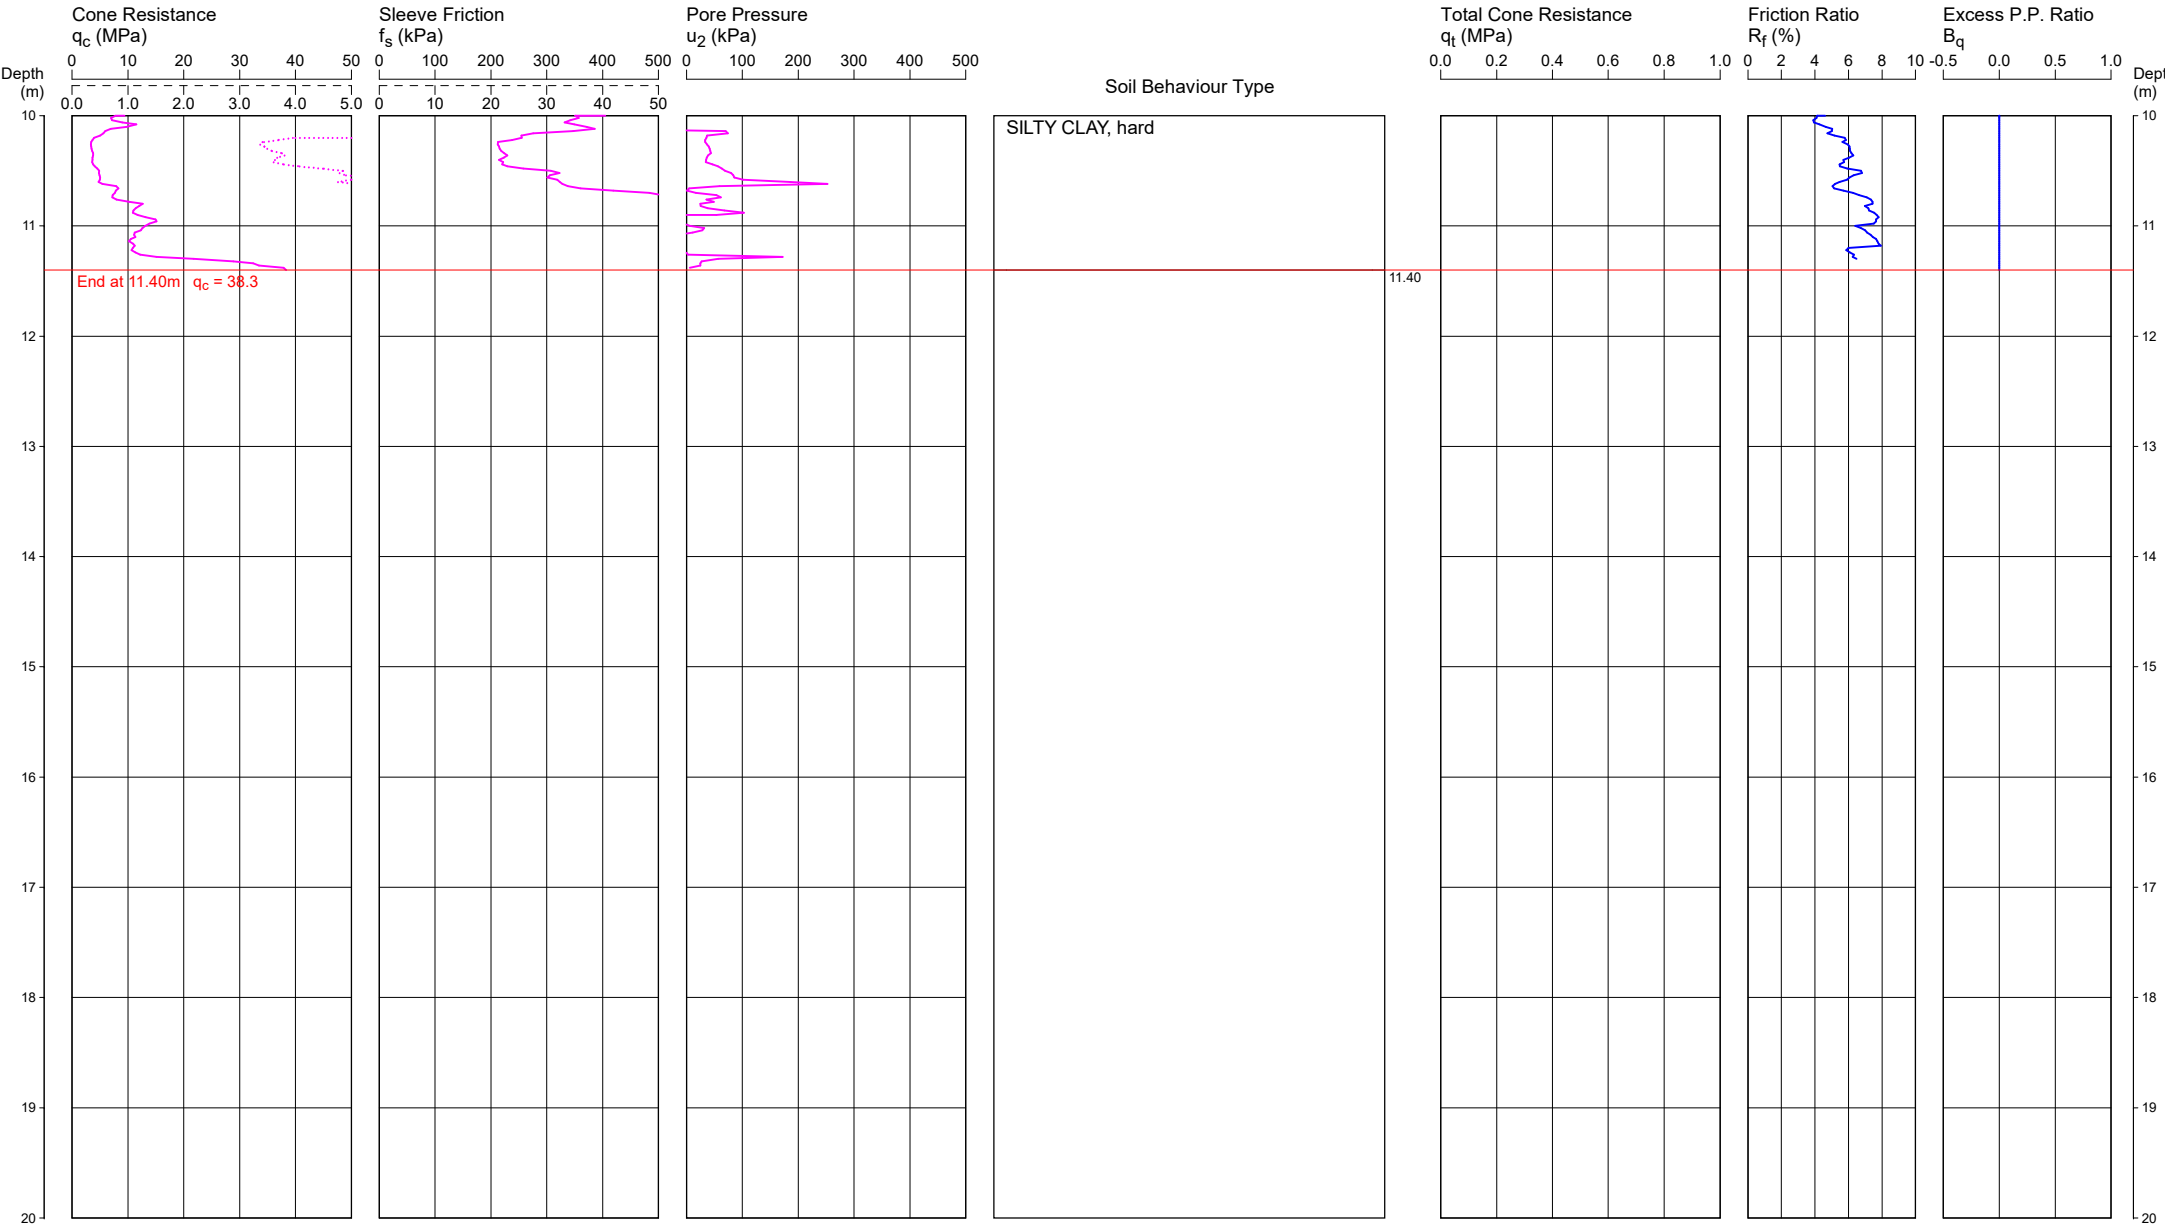 Cone Resistance
qc (MPa)
Sleeve Friction
fs (kPa)
Pore Pressure
u2 (kPa)
Soil Behaviour Type
Total Cone Resistance
qt (MPa)
Friction Ratio
Rf (%)
Excess P.P. Ratio
Bq
Depth
(m)
0 10 20 30 40 50
0.0 1.0 2.0 3.0 4.0 5.0
0 100 200 300 400 500
0 10 20 30 40 50
0 100 200 300 400 500
0.0 0.2 0.4 0.6 0.8 1.0
0 2 4 6 8 10
-0.5 0.0 0.5 1.0
Dept
(m)
SILTY CLAY, hard
End at 11.40m qc = 38.3
11.40
10
11
12
13
14
15
16
17
18
19
20
10
11
12
13
14
15
16
17
18
19
20